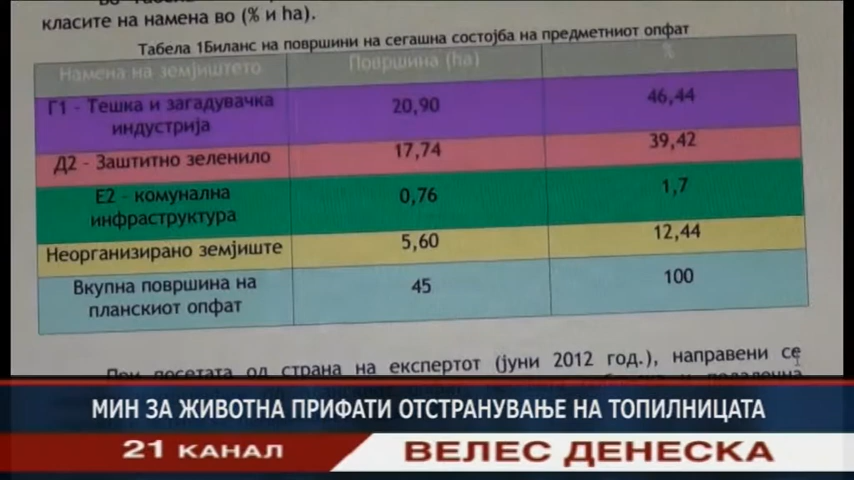 класите на намена во (% и ha).
Табела 1Биланс на површини на сегашна состојба на предметниот опфат
Намена на земјиштето Површина (ha) %
Г1 - Тешка и загадувачка
индустрија 20,90 46,44
Д2 - Заштитно зеленило 17,74 39,42
Е2 - комунална
инфраструктура 0,76 1,7
Неорганизирано земјиште 5,60 12,44
Вкупна површина на
планскиот опфат 45 100
При посетата од страна на експертот (јуни 2012 год.), направени се
МИН ЗА ЖИВОТНА ПРИФАТИ ОТСТРАНУВАЊЕ НА ТОПИЛНИЦАТА
21 КАНАЛ ВЕЛЕС ДЕНЕСКА